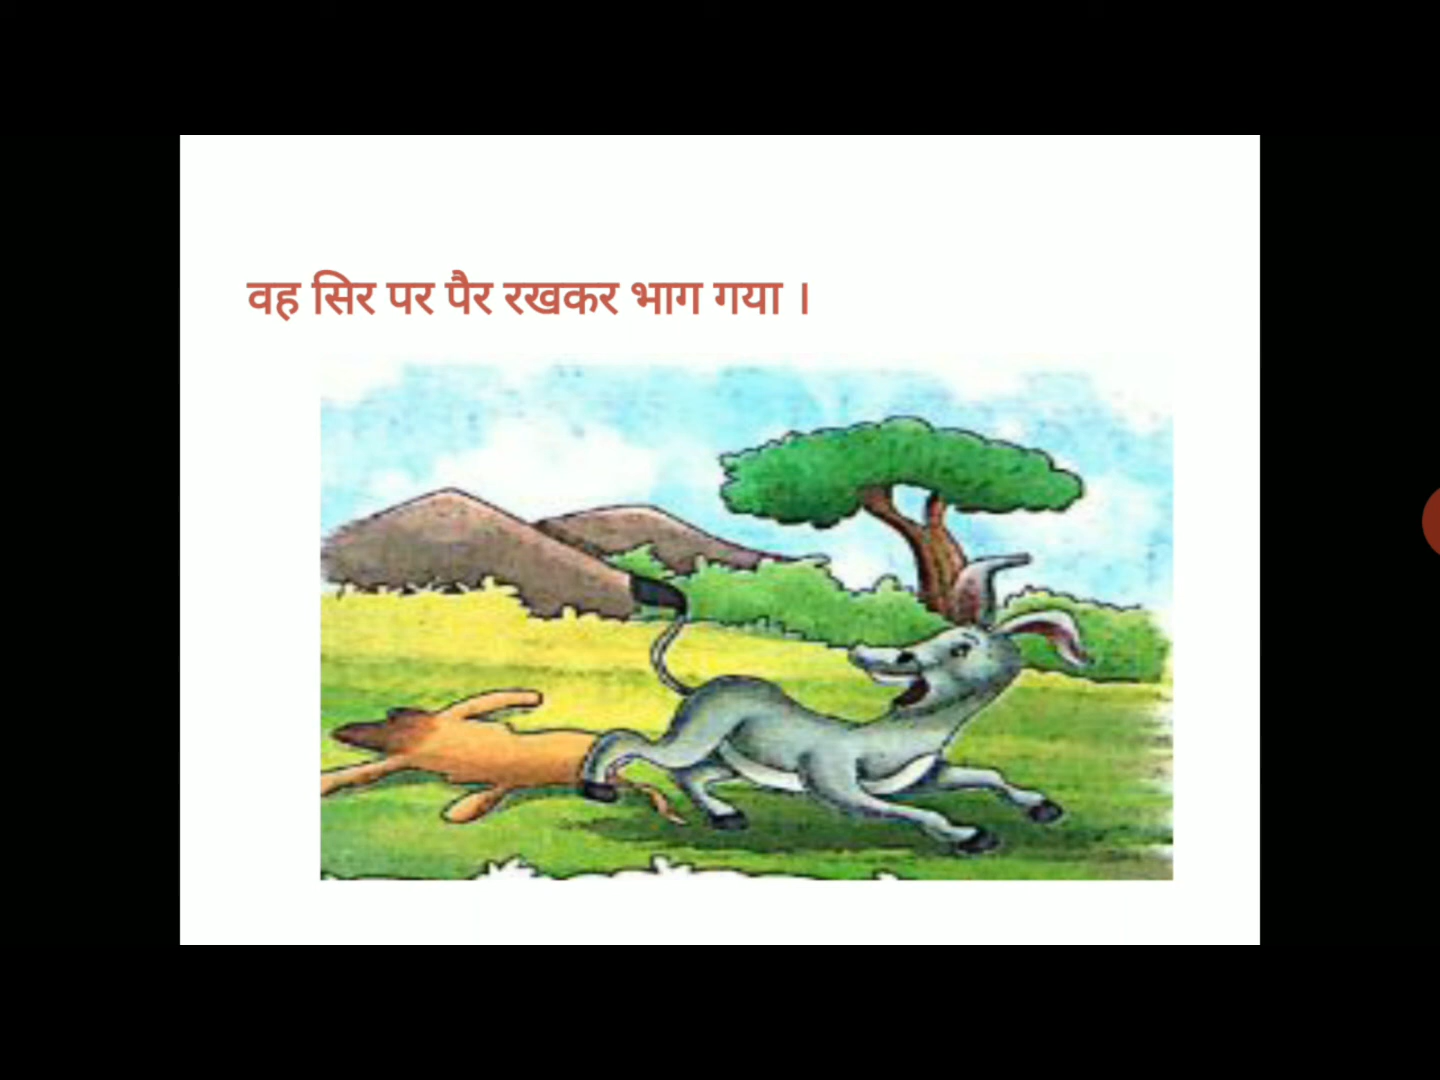 वह सिर पर पैर रखकर भाग गया ।